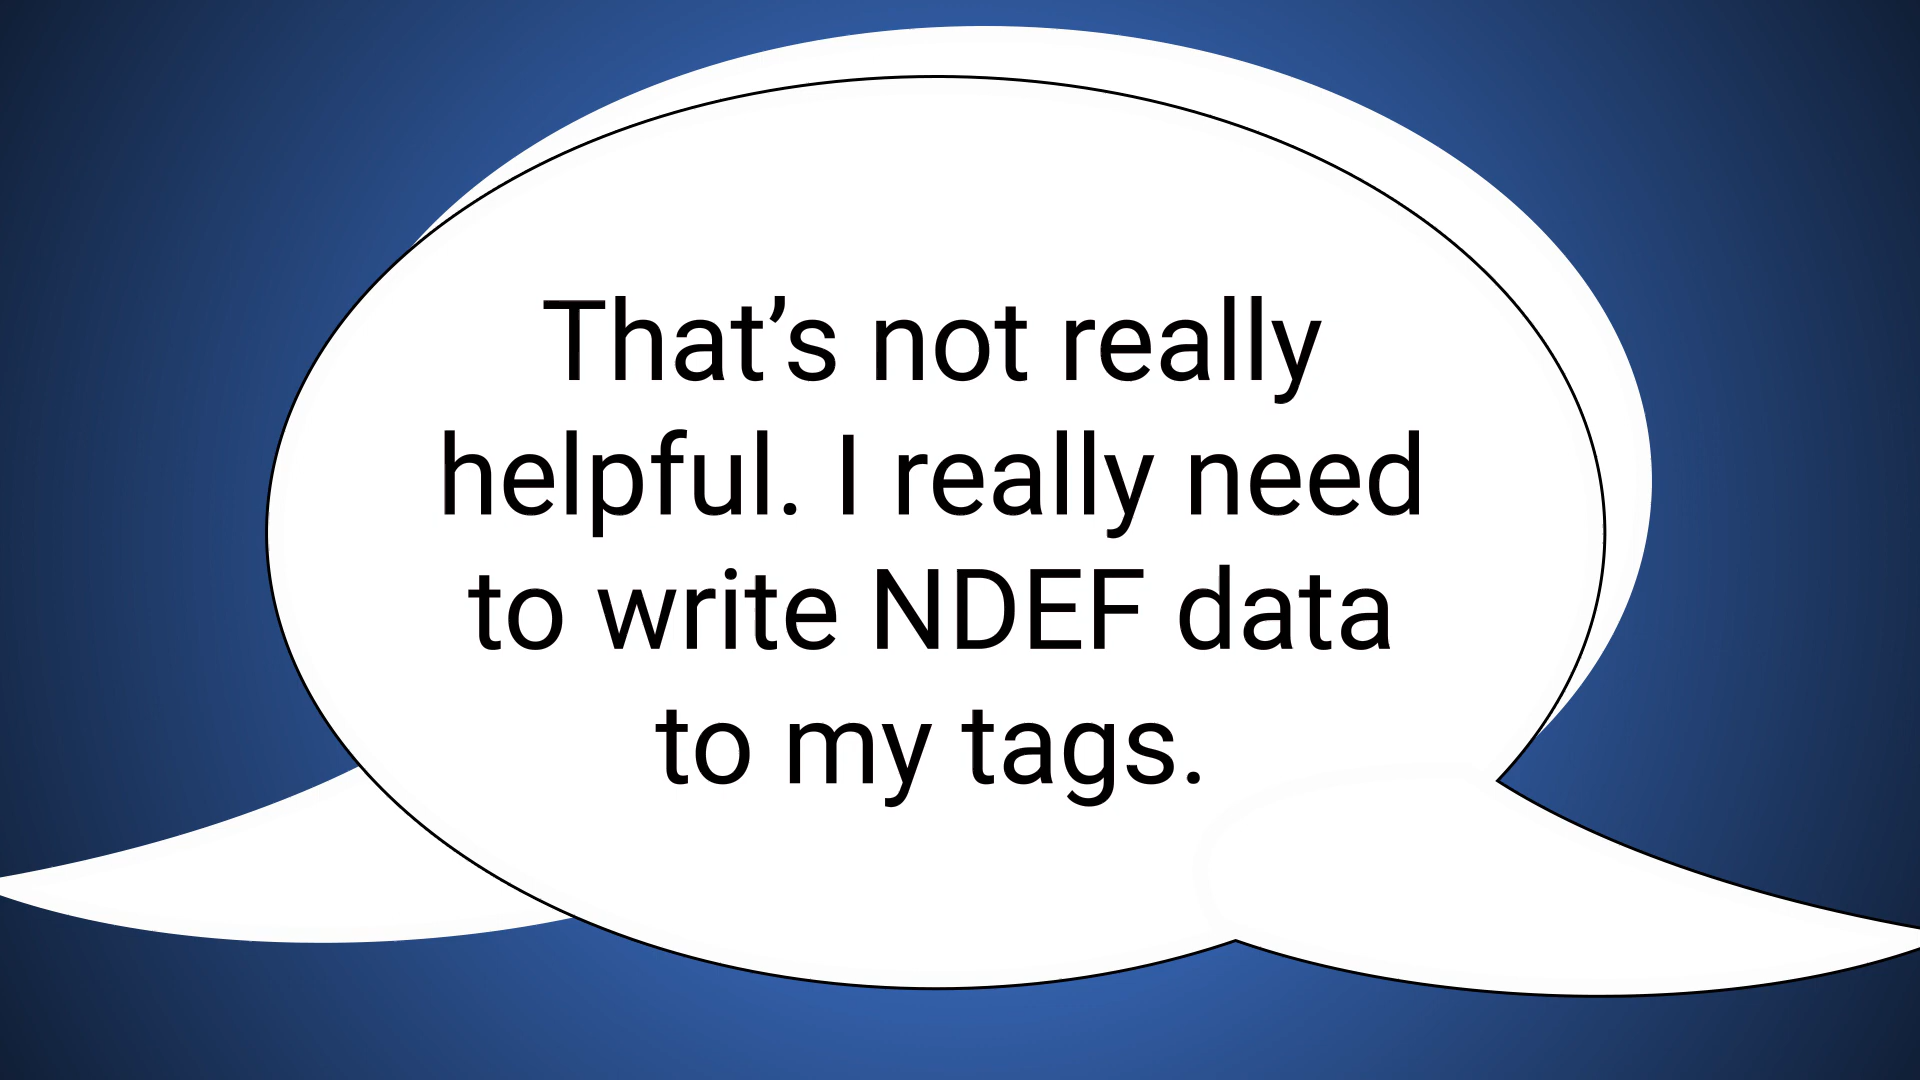 That’s not really
helpful. I really need
to write NDEF data
to my tags.